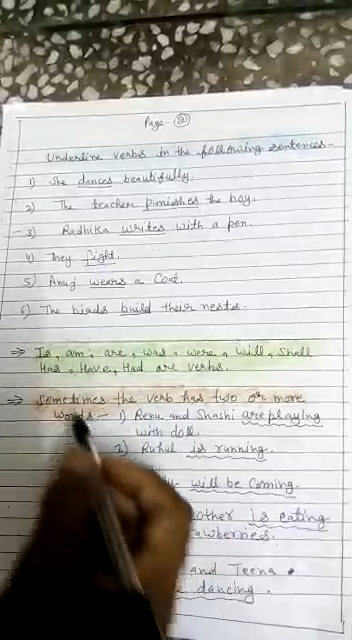 Page - 2
Underline verbs in the following sentences -
1) She dances beautifully.
2) The teacher punishes the boy.
3) Radhika writes with a pen.
4) They fight.
5) Anuj wears a Coat.
6) The birds build their nests.
⇒ Is, am, are, was, were, will, shall
Has, Have, Had are verbs.
⇒ Sometimes the verb has two or more
words - 1) Renu and Shashi are playing
with doll.
2) Rahul is running.
will be coming.
other is eating
awberries.
and Teena
dancing.